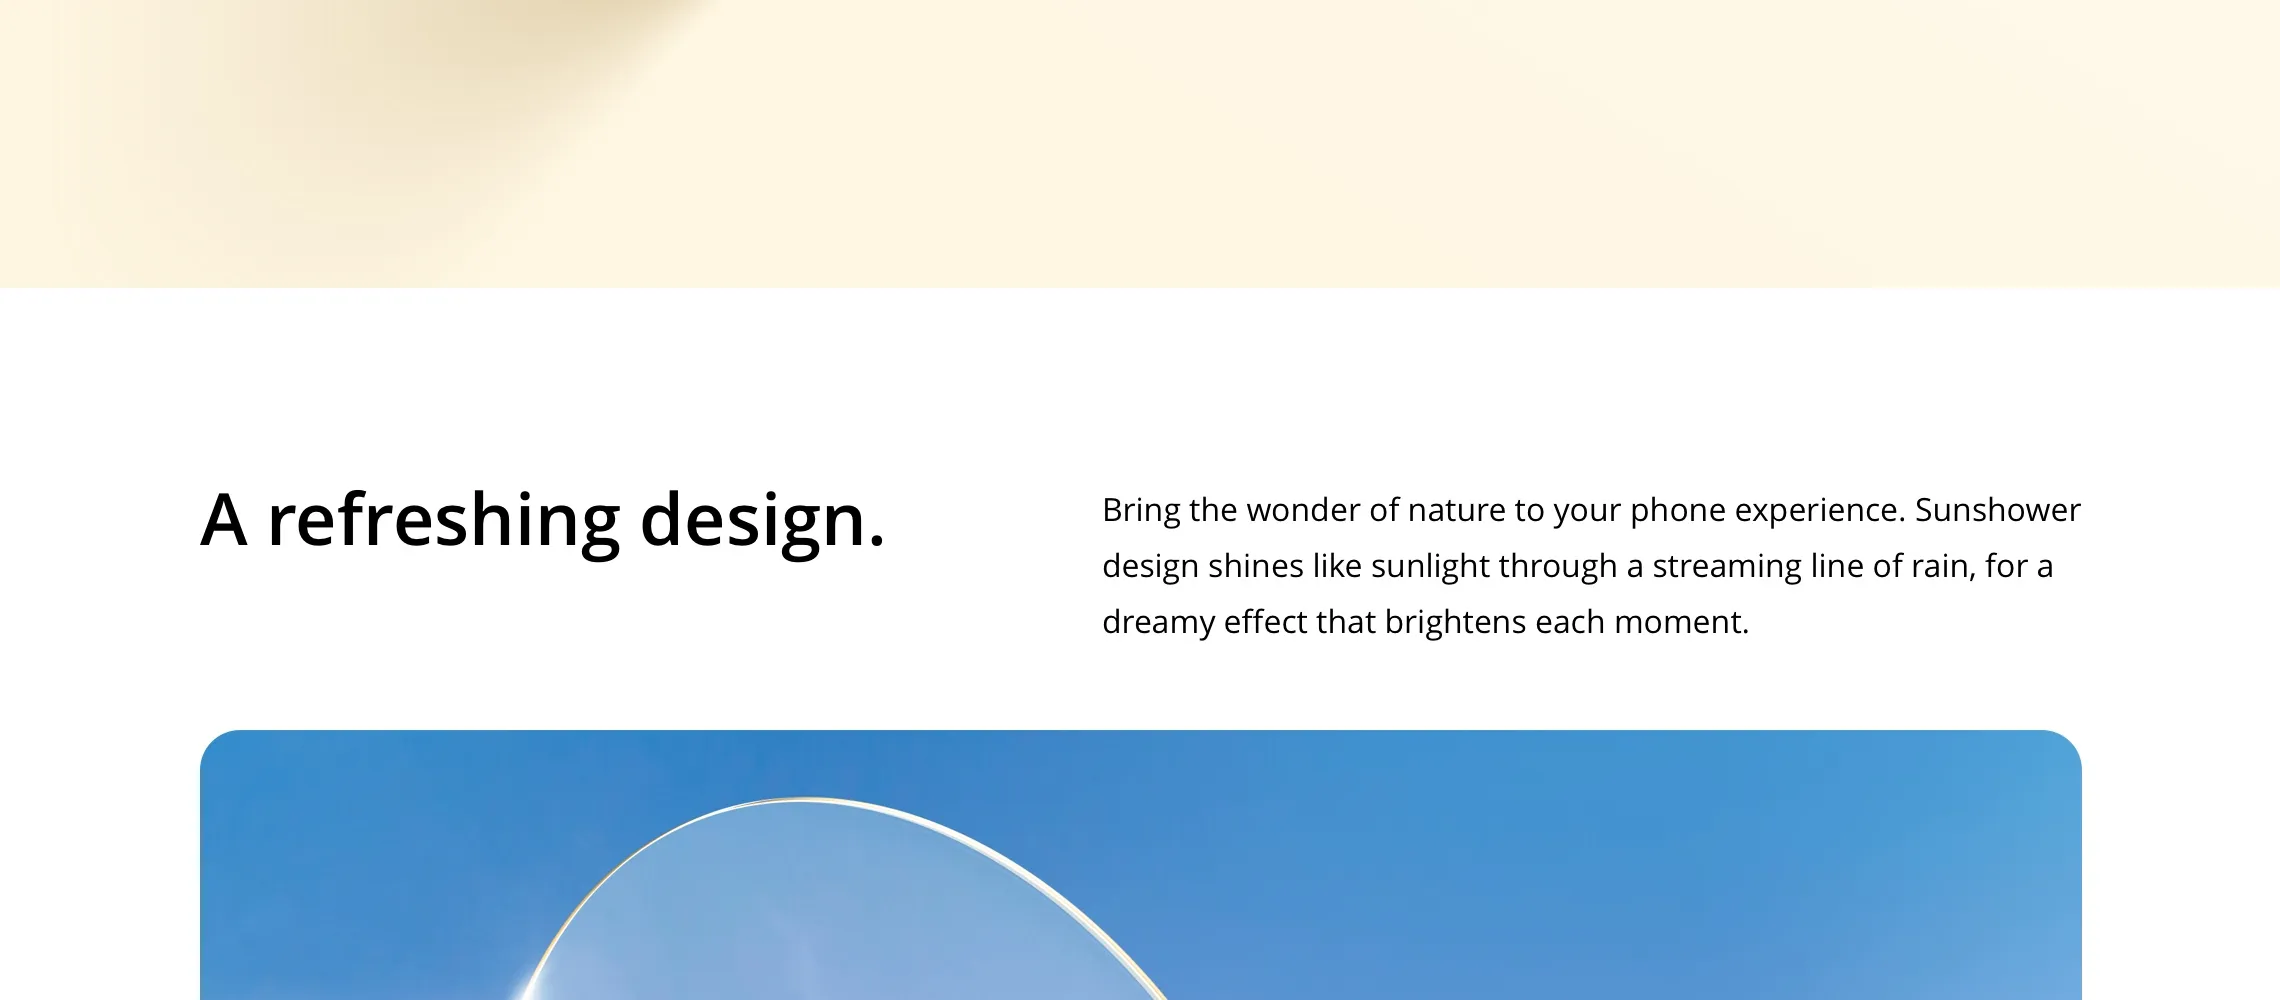 A refreshing design.
Bring the wonder of nature to your phone experience. Sunshower
design shines like sunlight through a streaming line of rain, for a
dreamy effect that brightens each moment.